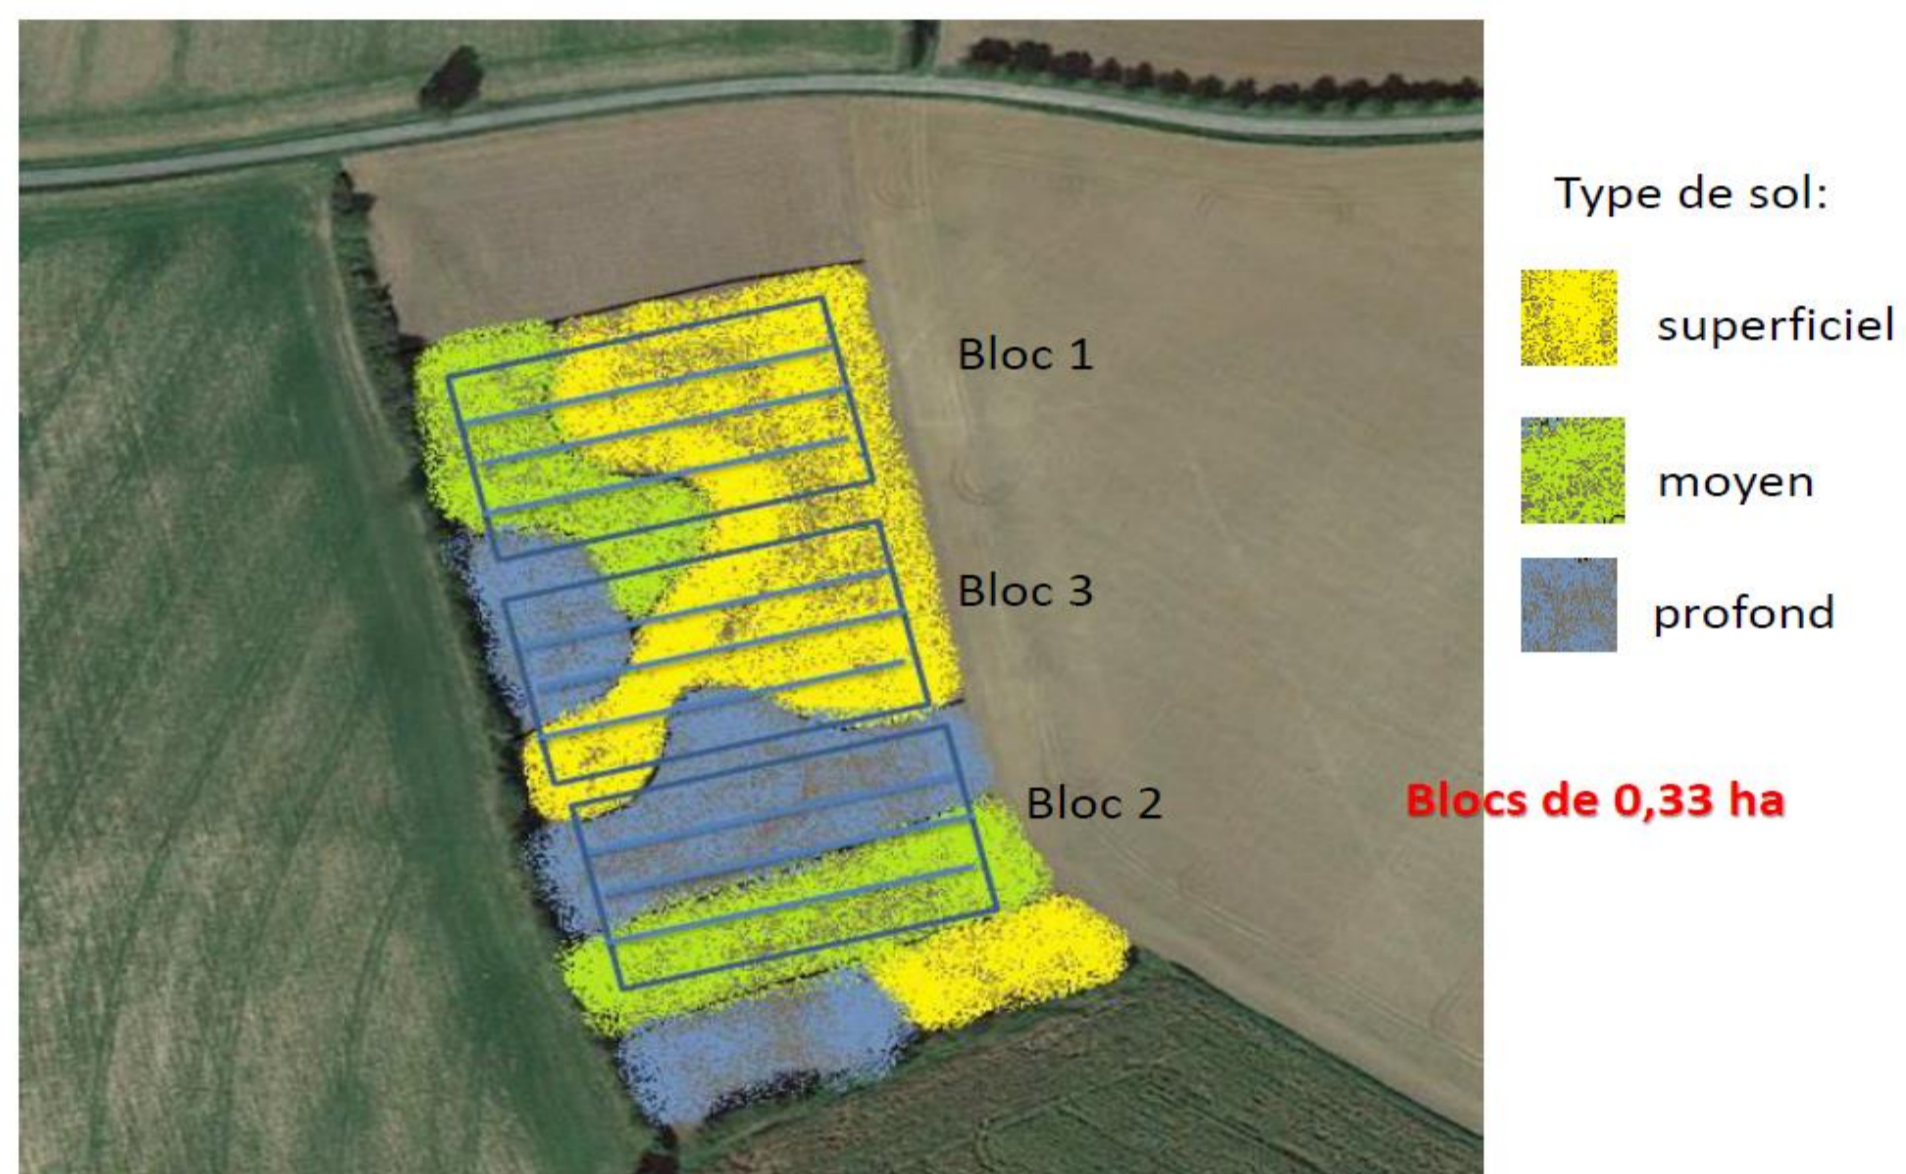 Type de sol:
superficiel
moyen
profond
Bloc 1
Bloc 3
Bloc 2
Blocs de 0,33 ha